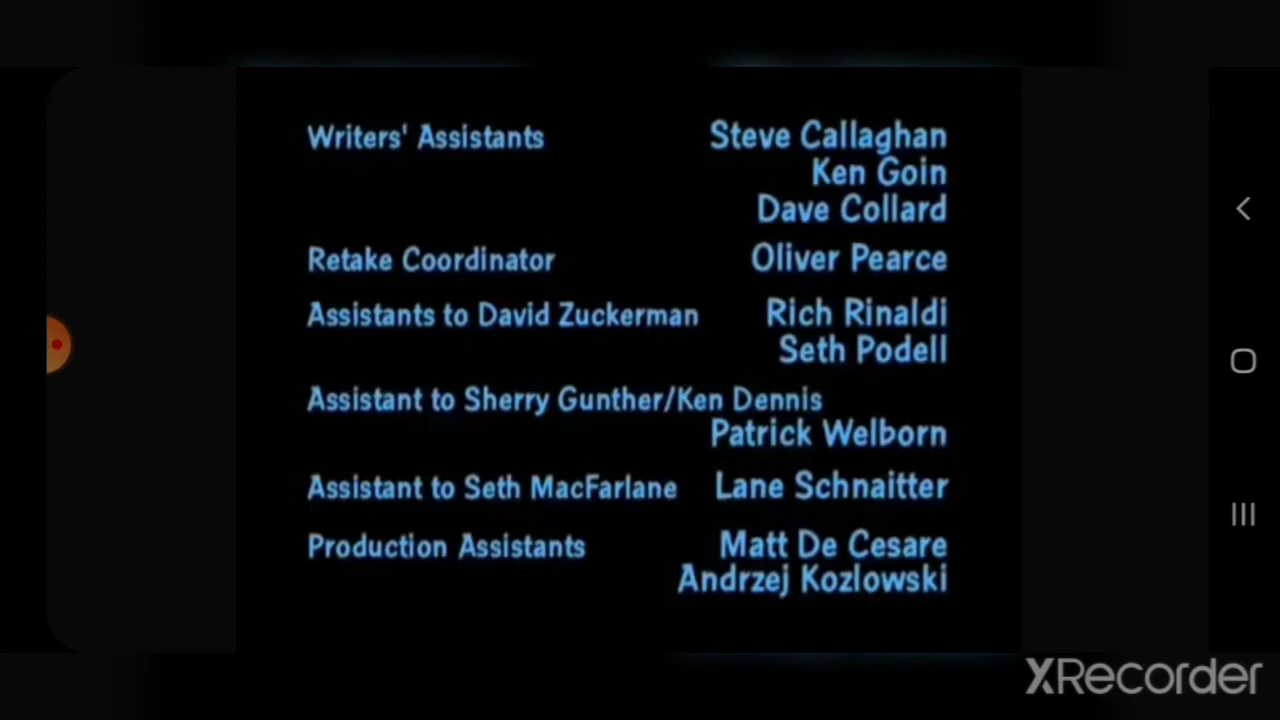 Writers' Assistants Steve Callaghan
Ken Goin
Dave Collard
Retake Coordinator Oliver Pearce
Assistants to David Zuckerman Rich Rinaldi
Seth Podell
Assistant to Sherry Gunther/Ken Dennis
Patrick Welborn
Assistant to Seth MacFarlane Lane Schnaitter
Production Assistants Matt De Cesare
Andrzej Kozlowski
XRecorder